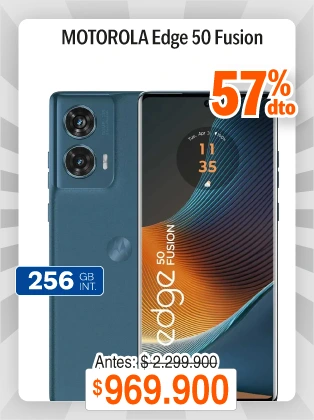 MOTOROLA Edge 50 Fusion
57% dto
11
35
256 GB INT.
edge 50 FUSION
Antes: $ 2.299.900
$969.900